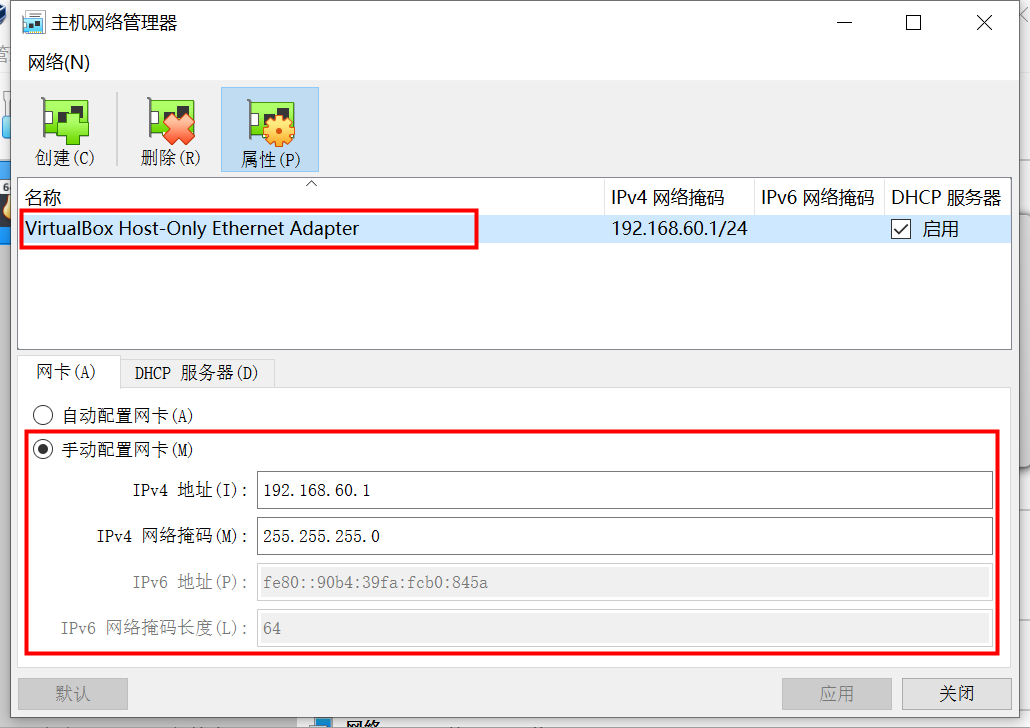 主机网络管理器
网络(N)
创建(C) 删除(R) 属性(P)
名称 IPv4 网络掩码 IPv6 网络掩码 DHCP 服务器
VirtualBox Host-Only Ethernet Adapter 192.168.60.1/24 启用
网卡(A) DHCP 服务器(D)
自动配置网卡(A)
手动配置网卡(M)
IPv4 地址(I): 192.168.60.1
IPv4 网络掩码(M): 255.255.255.0
IPv6 地址(P): fe80::90b4:39fa:fcb0:845a
IPv6 网络掩码长度(L): 64
默认 应用 关闭
网络